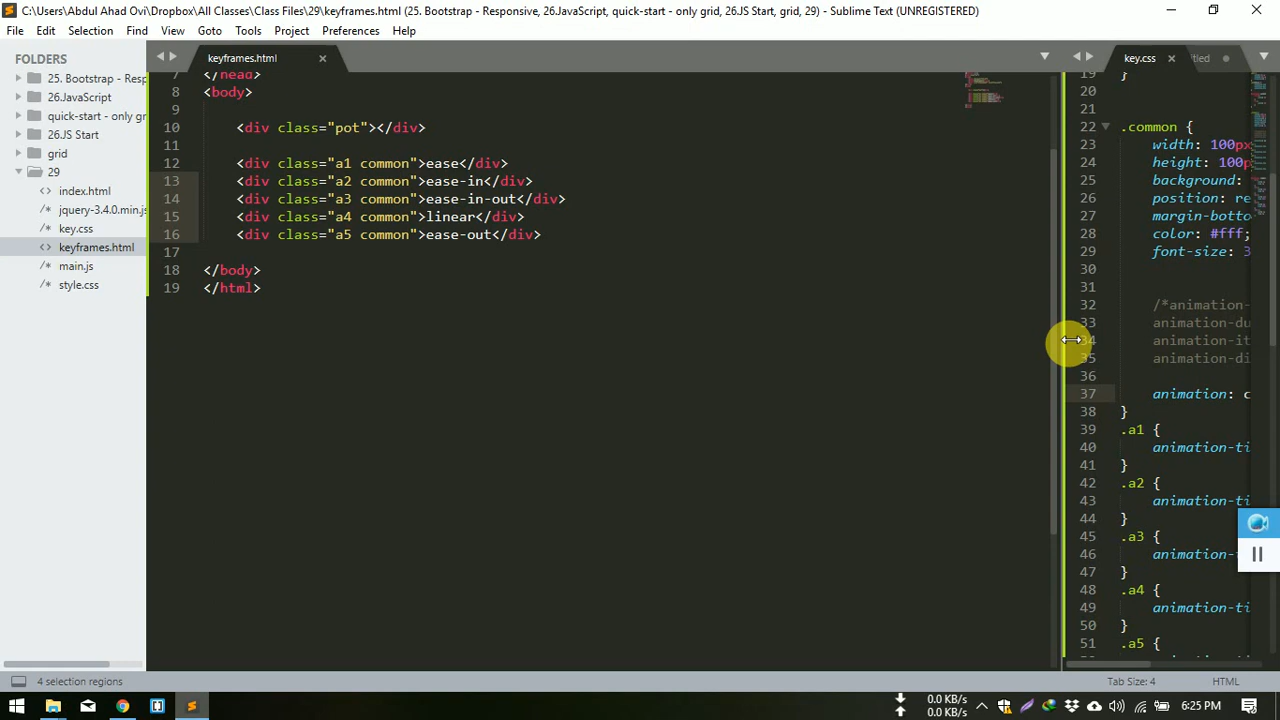 C:\Users\Abdul Ahad Ovi\Dropbox\All Classes\Class Files\29\keyframes.html (25. Bootstrap - Responsive, 26.JavaScript, quick-start - only grid, 26.JS Start, grid, 29) - Sublime Text (UNREGISTERED)
File Edit Selection Find View Goto Tools Project Preferences Help
FOLDERS
25. Bootstrap - Resp
26.JavaScript
quick-start - only gr
26.JS Start
grid
29
index.html
/* jquery-3.4.0.min.js
/* key.css
<> keyframes.html
/* main.js
/* style.css
keyframes.html
7 </head>
8 <body>
9
10 <div class="pot"></div>
11
12 <div class="a1 common">ease</div>
13 <div class="a2 common">ease-in</div>
14 <div class="a3 common">ease-in-out</div>
15 <div class="a4 common">linear</div>
16 <div class="a5 common">ease-out</div>
17
18 </body>
19 </html>
key.css titled
19 }
20
21
22 .common {
23 width: 100px
24 height: 100p
25 background:
26 position: re
27 margin-botto
28 color: #fff;
29 font-size: 3
30
31
32 /*animation-
33 animation-du
34 animation-it
35 animation-di
36
37 animation: c
38 }
39 .a1 {
40 animation-ti
41 }
42 .a2 {
43 animation-ti
44 }
45 .a3 {
46 animation-t
47 }
48 .a4 {
49 animation-ti
50 }
51 .a5 {
4 selection regions
Tab Size: 4 HTML
0.0 KB/s
0.0 KB/s
6:25 PM